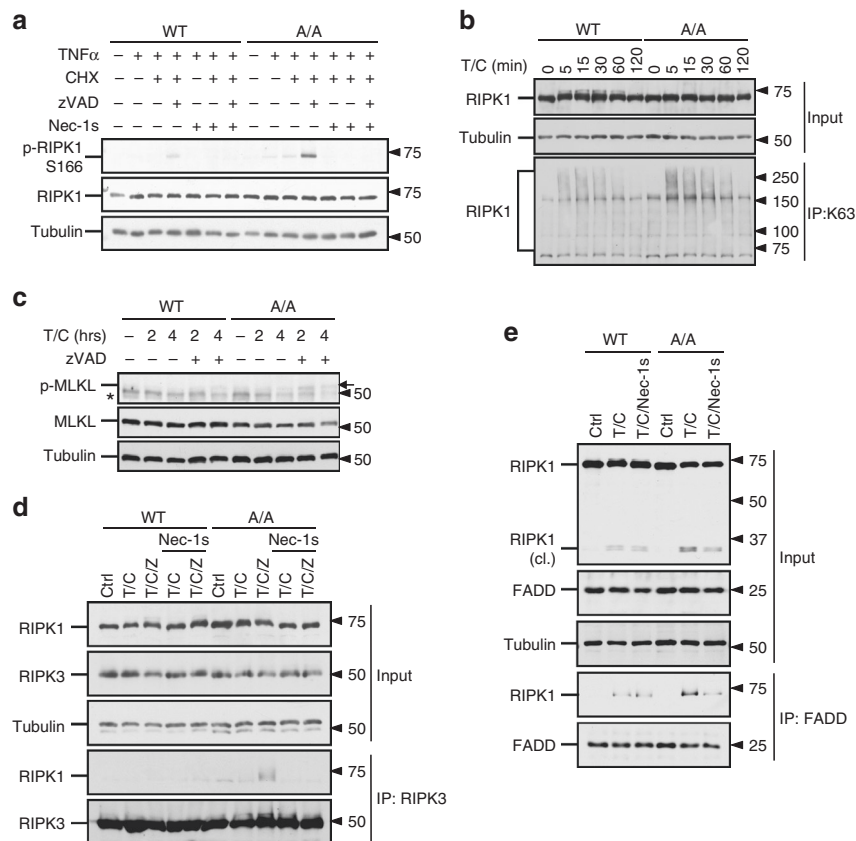 a
WT A/A
TNFα – + + + + + + – + + + + + +
CHX – – + + – + + – – + + + + +
zVAD – – – + – – + – – – + – – +
Nec-1s – – – – + + + – – – – + + +
p-RIPK1 S166 75
RIPK1 75
Tubulin 50
b
WT A/A
T/C (min) 0 5 15 30 60 120 0 5 15 30 60 120
RIPK1 75
Tubulin 50
Input
RIPK1 250 150 100 75
IP:K63
c
WT A/A
T/C (hrs) – 2 4 2 4 – 2 4 2 4
zVAD – – – + + – – – + +
p-MLKL 50
*
MLKL 50
Tubulin 50
d
WT A/A
Nec-1s Nec-1s
Ctrl T/C T/C/Z T/C T/C/Z Ctrl T/C T/C/Z T/C T/C/Z
RIPK1 75
RIPK3 50
Tubulin 50
Input
RIPK1 75
RIPK3 50
IP: RIPK3
e
WT A/A
Ctrl T/C T/C/Nec-1s Ctrl T/C T/C/Nec-1s
RIPK1 75
50
RIPK1 (cl.) 37
FADD 25
Tubulin 50
Input
RIPK1 75
FADD 25
IP: FADD